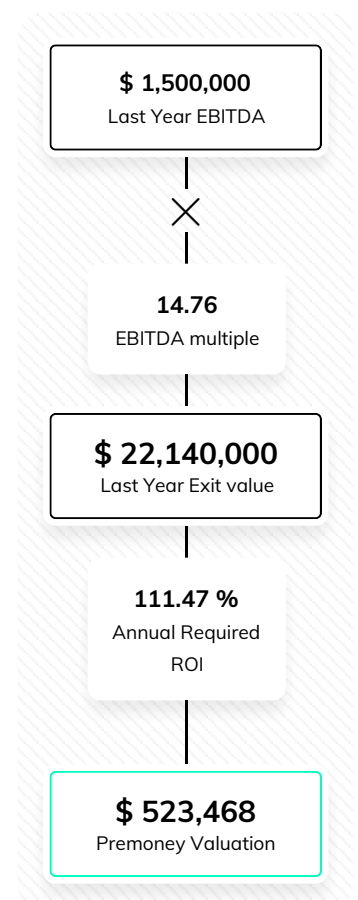 $ 1,500,000
Last Year EBITDA
14.76
EBITDA multiple
$ 22,140,000
Last Year Exit value
111.47 %
Annual Required
ROI
$ 523,468
Premoney Valuation